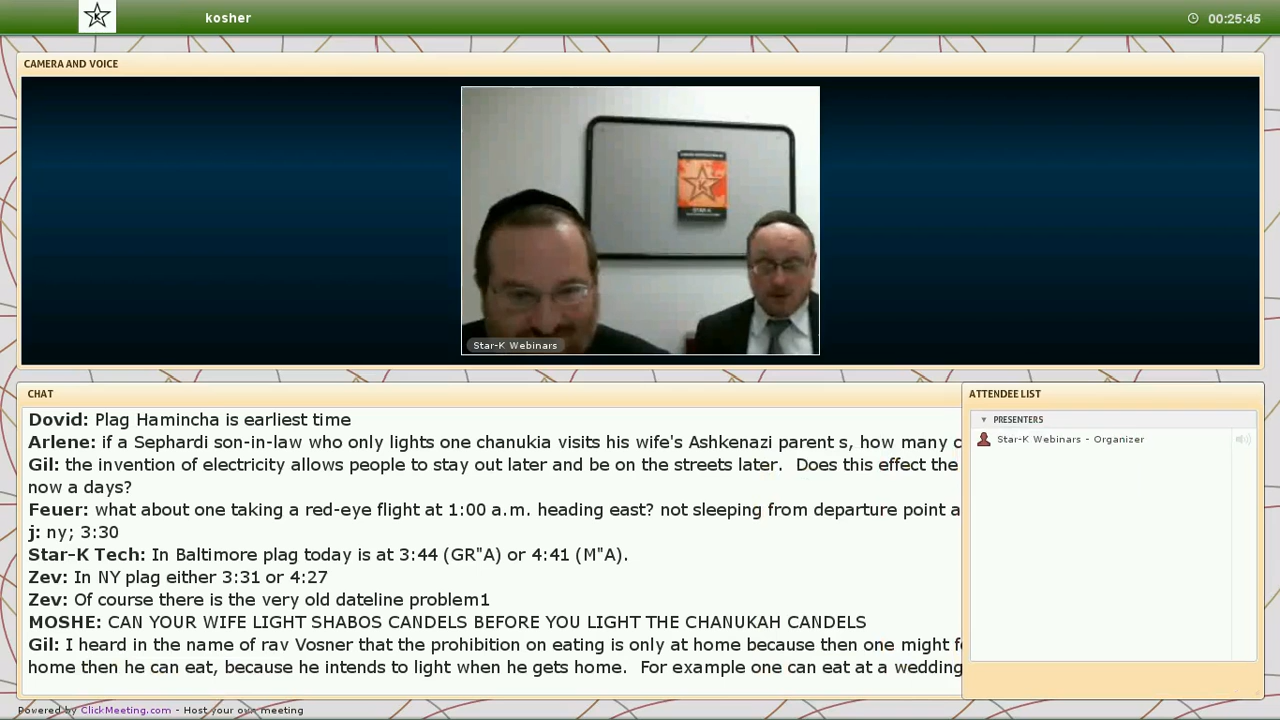 K
kosher
00:25:45
CAMERA AND VOICE
K
STAR-K
Star-K Webinars
CHAT
ATTENDEE LIST
PRESENTERS
Star-K Webinars - Organizer
Dovid: Plag Hamincha is earliest time
Arlene: if a Sephardi son-in-law who only lights one chanukia visits his wife's Ashkenazi parent s, how many
Gil: the invention of electricity allows people to stay out later and be on the streets later.  Does this effect the
now a days?
Feuer: what about one taking a red-eye flight at 1:00 a.m. heading east? not sleeping from departure point
j: ny; 3:30
Star-K Tech: In Baltimore plag today is at 3:44 (GR"A) or 4:41 (M"A).
Zev: In NY plag either 3:31 or 4:27
Zev: Of course there is the very old dateline problem1
MOSHE: CAN YOUR WIFE LIGHT SHABOS CANDELS BEFORE YOU LIGHT THE CHANUKAH CANDELS
Gil: I heard in the name of rav Vosner that the prohibition on eating is only at home because then one might
home then he can eat, because he intends to light when he gets home.  For example one can eat at a wedding
Powered by ClickMeeting.com - Host your own meeting